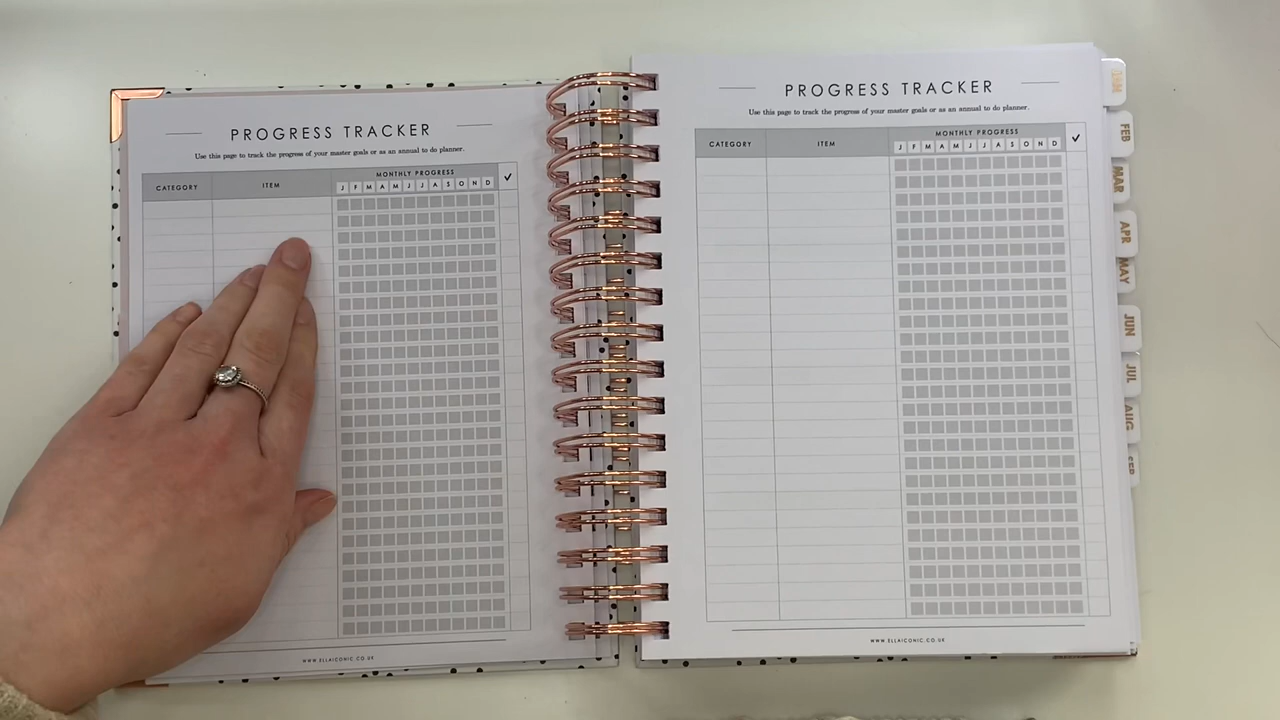 PROGRESS TRACKER
Use this page to track the progress of your master goals or as an annual to do planner.
CATEGORY ITEM MONTHLY PROGRESS ✓
J F M A M J J A S O N D
WWW.ELLAICONIC.CO.UK
PROGRESS TRACKER
Use this page to track the progress of your master goals or as an annual to do planner.
CATEGORY ITEM MONTHLY PROGRESS ✓
J F M A M J J A S O N D
WWW.ELLAICONIC.CO.UK
JAN
FEB
MAR
APR
MAY
JUN
JUL
AUG
SEP